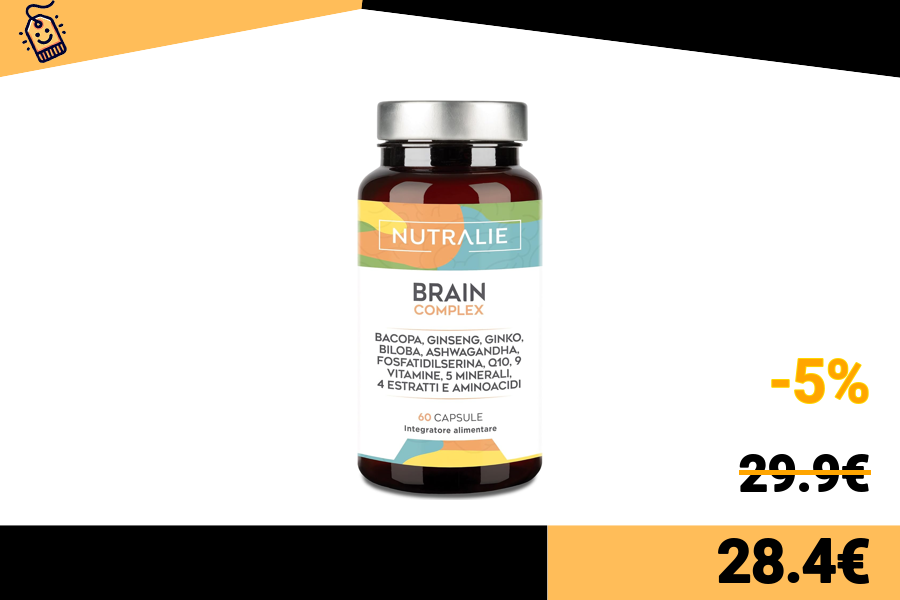 NUTRALIE
BRAIN
COMPLEX
BACOPA, GINSENG, GINKO,
BILOBA, ASHWAGANDHA,
FOSFATIDILSERINA, Q10, 9
VITAMINE, 5 MINERALI,
4 ESTRATTI E AMINOACIDI
60 CAPSULE
Integratore alimentare
-5%
29.9€
28.4€